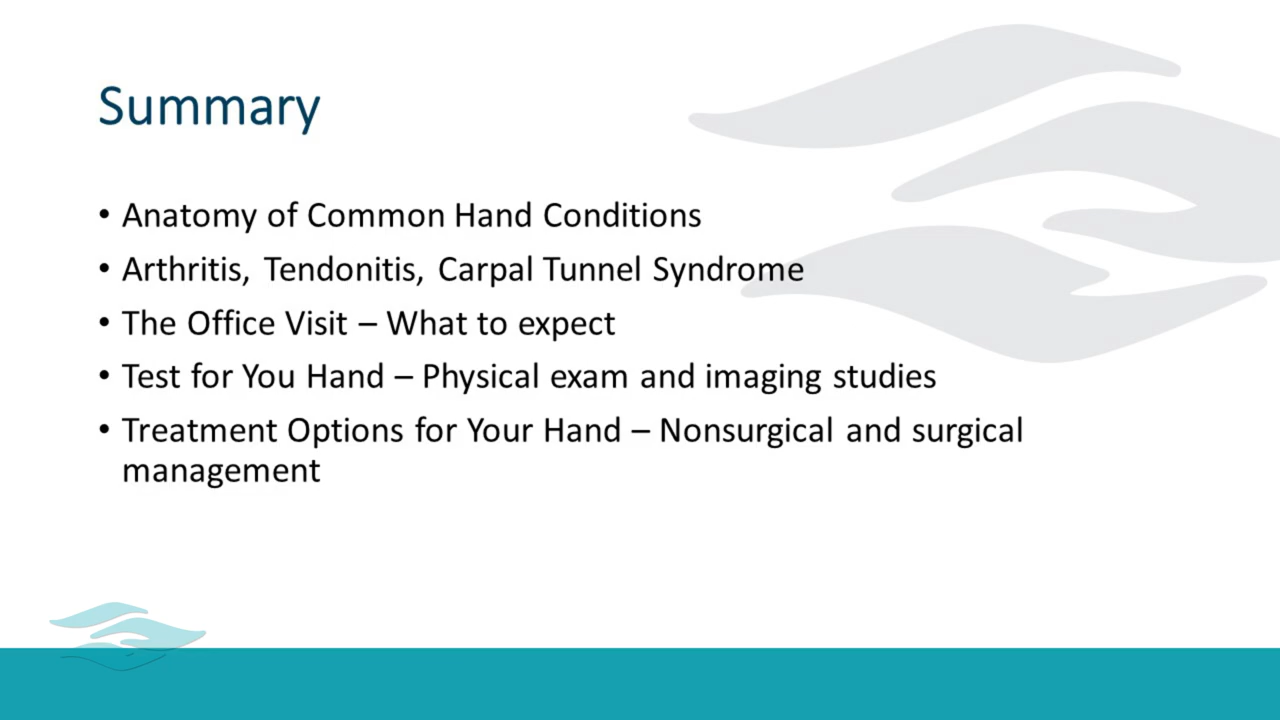 Summary
• Anatomy of Common Hand Conditions
• Arthritis, Tendonitis, Carpal Tunnel Syndrome
• The Office Visit – What to expect
• Test for You Hand – Physical exam and imaging studies
• Treatment Options for Your Hand – Nonsurgical and surgical
management